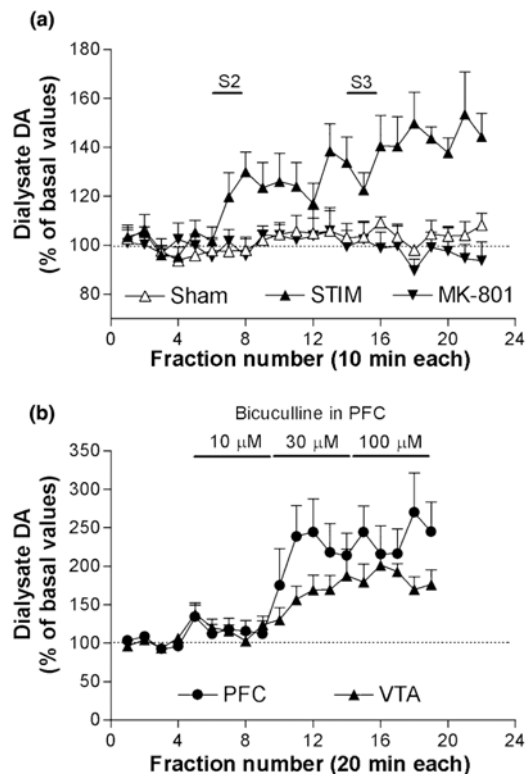 (a)
S2 S3
160
140
120
100
80
Dialysate DA
(% of basal values)
Sham STIM MK-801
0 4 8 12 16 20 24
Fraction number (10 min each)
(b)
Bicuculline in PFC
10 µM 30 µM 100 µM
350
300
250
200
150
100
50
0
Dialysate DA
(% of basal values)
PFC VTA
0 4 8 12 16 20 24
Fraction number (20 min each)